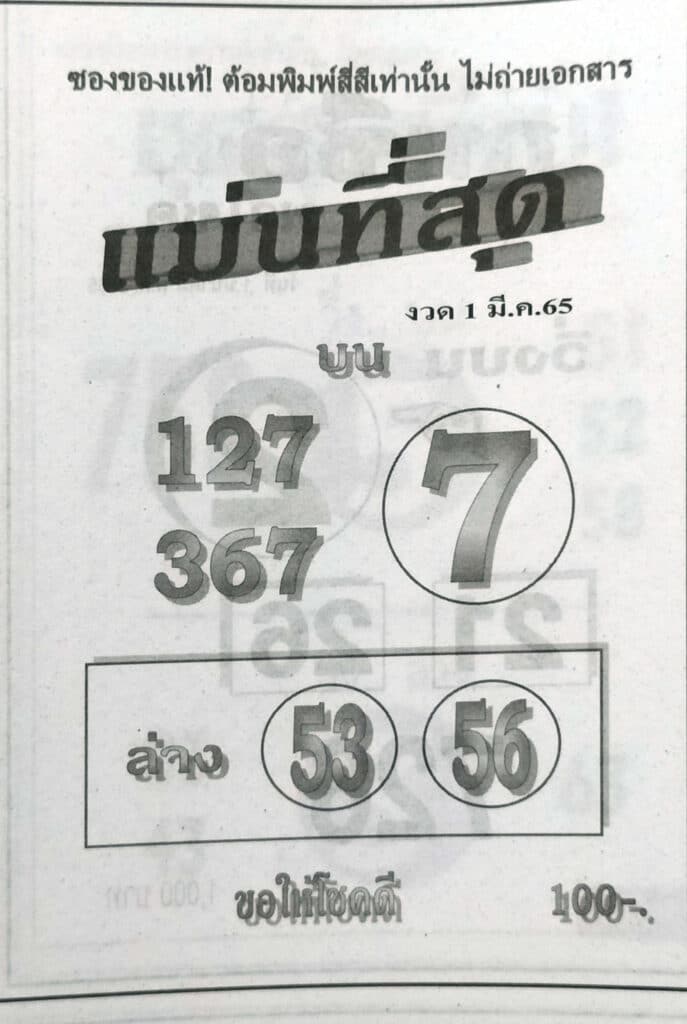 ซองของแท้! ต้อมพิมพ์สี่สีเท่านั้น ไม่ถ่ายเอกสาร
แม่นที่สุด
งวด 1 มี.ค.65
บน
127
367
7
ล่าง 53 56
ขอให้โชคดี 100-.